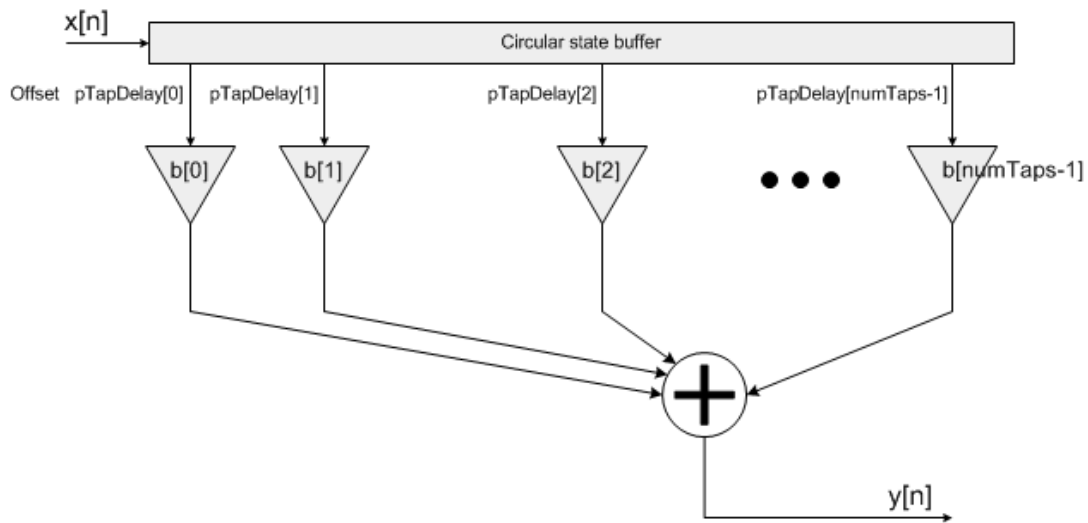 x[n]
Circular state buffer
Offset pTapDelay[0] pTapDelay[1] pTapDelay[2] pTapDelay[numTaps-1]
b[0] b[1] b[2] b[numTaps-1]
y[n]